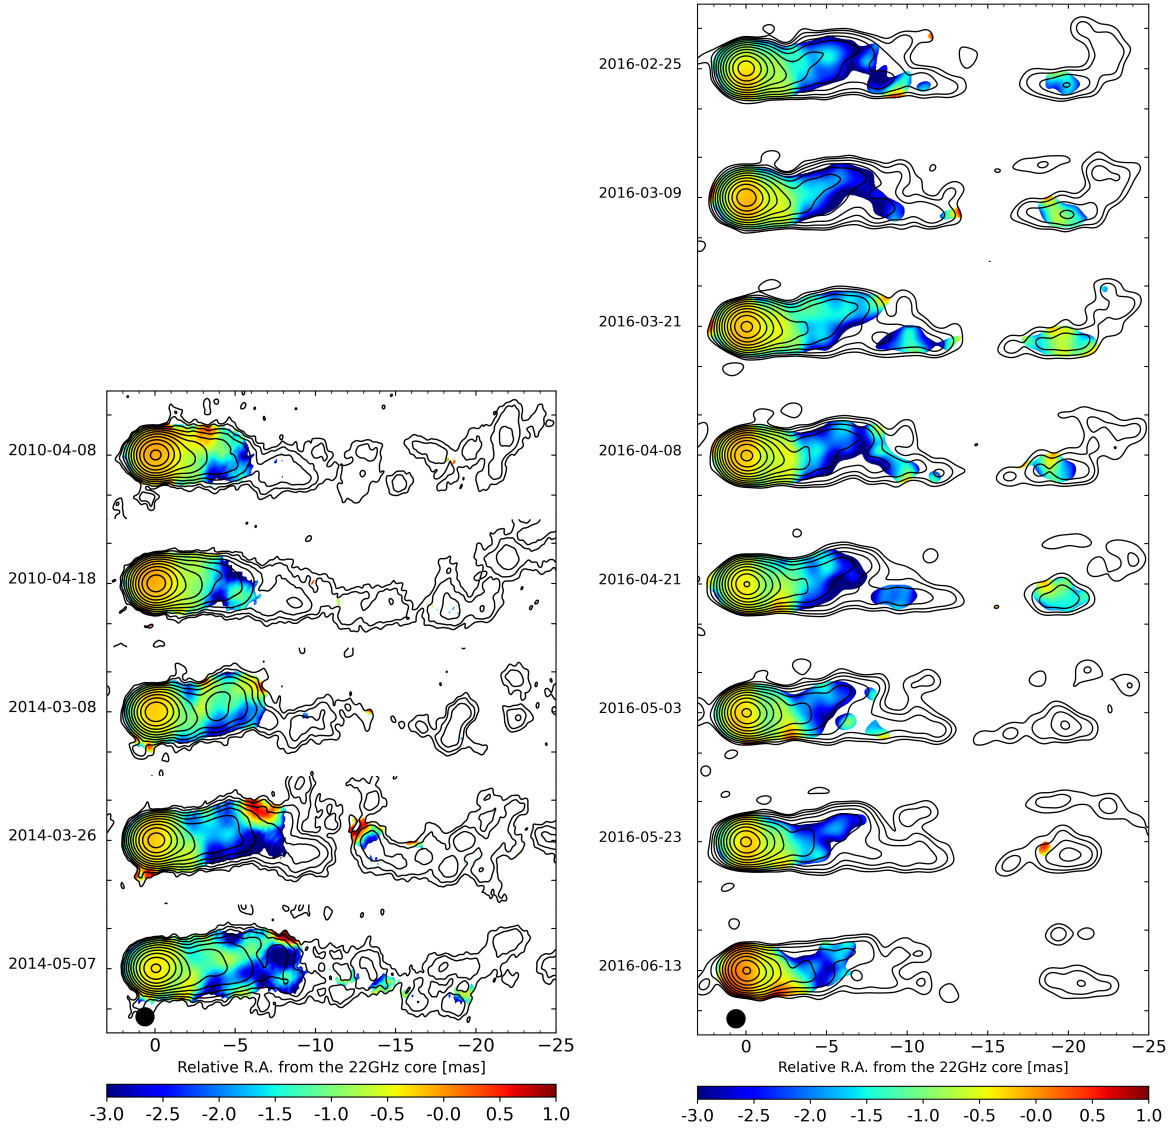 2010-04-08
2010-04-18
2014-03-08
2014-03-26
2014-05-07
0 −5 −10 −15 −20 −25
Relative R.A. from the 22GHz core [mas]
-3.0 -2.5 -2.0 -1.5 -1.0 -0.5 -0.0 0.5 1.0
2016-02-25
2016-03-09
2016-03-21
2016-04-08
2016-04-21
2016-05-03
2016-05-23
2016-06-13
0 −5 −10 −15 −20 −25
Relative R.A. from the 22GHz core [mas]
-3.0 -2.5 -2.0 -1.5 -1.0 -0.5 -0.0 0.5 1.0